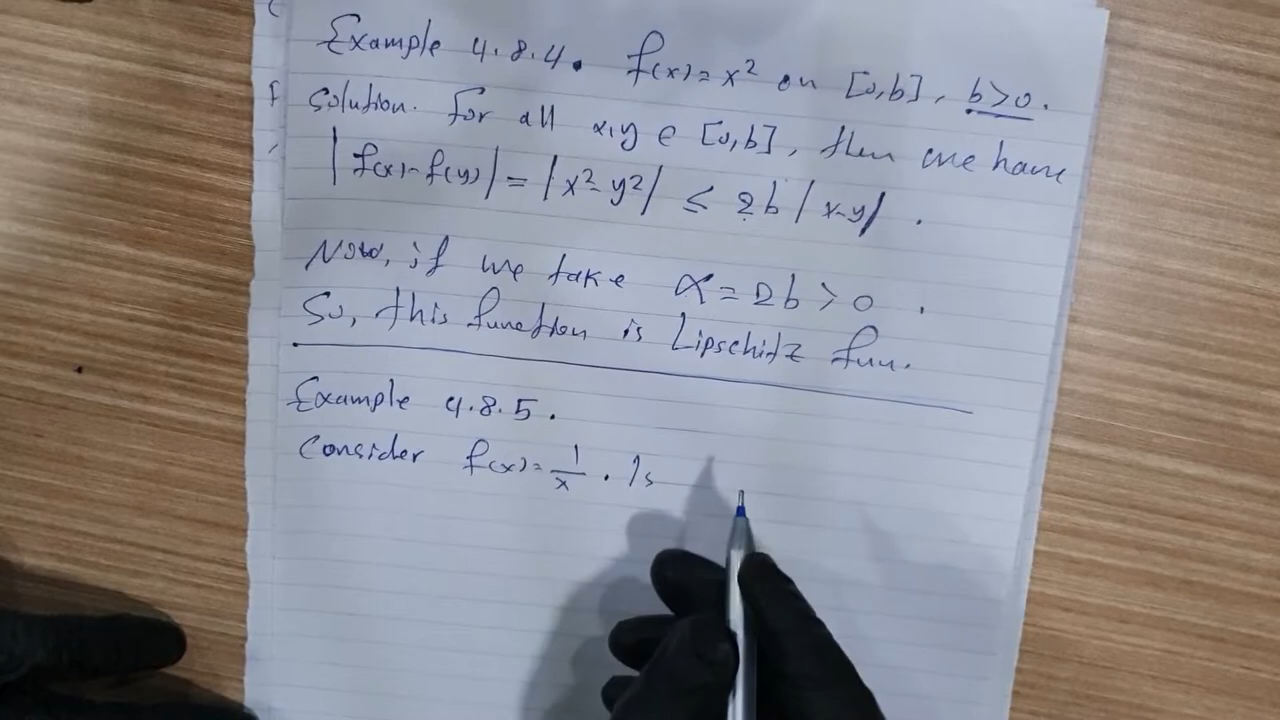 Example 4.8.4. f(x)=x² on [0,b], b>0.
Solution. For all x,y ∈ [0,b], then we have
|f(x)-f(y)|=|x²-y²| ≤ 2b|x-y|.
Now, if we take α=2b>0.
So, this function is Lipschitz fun.
Example 4.8.5.
Consider f(x)=1/x. Is